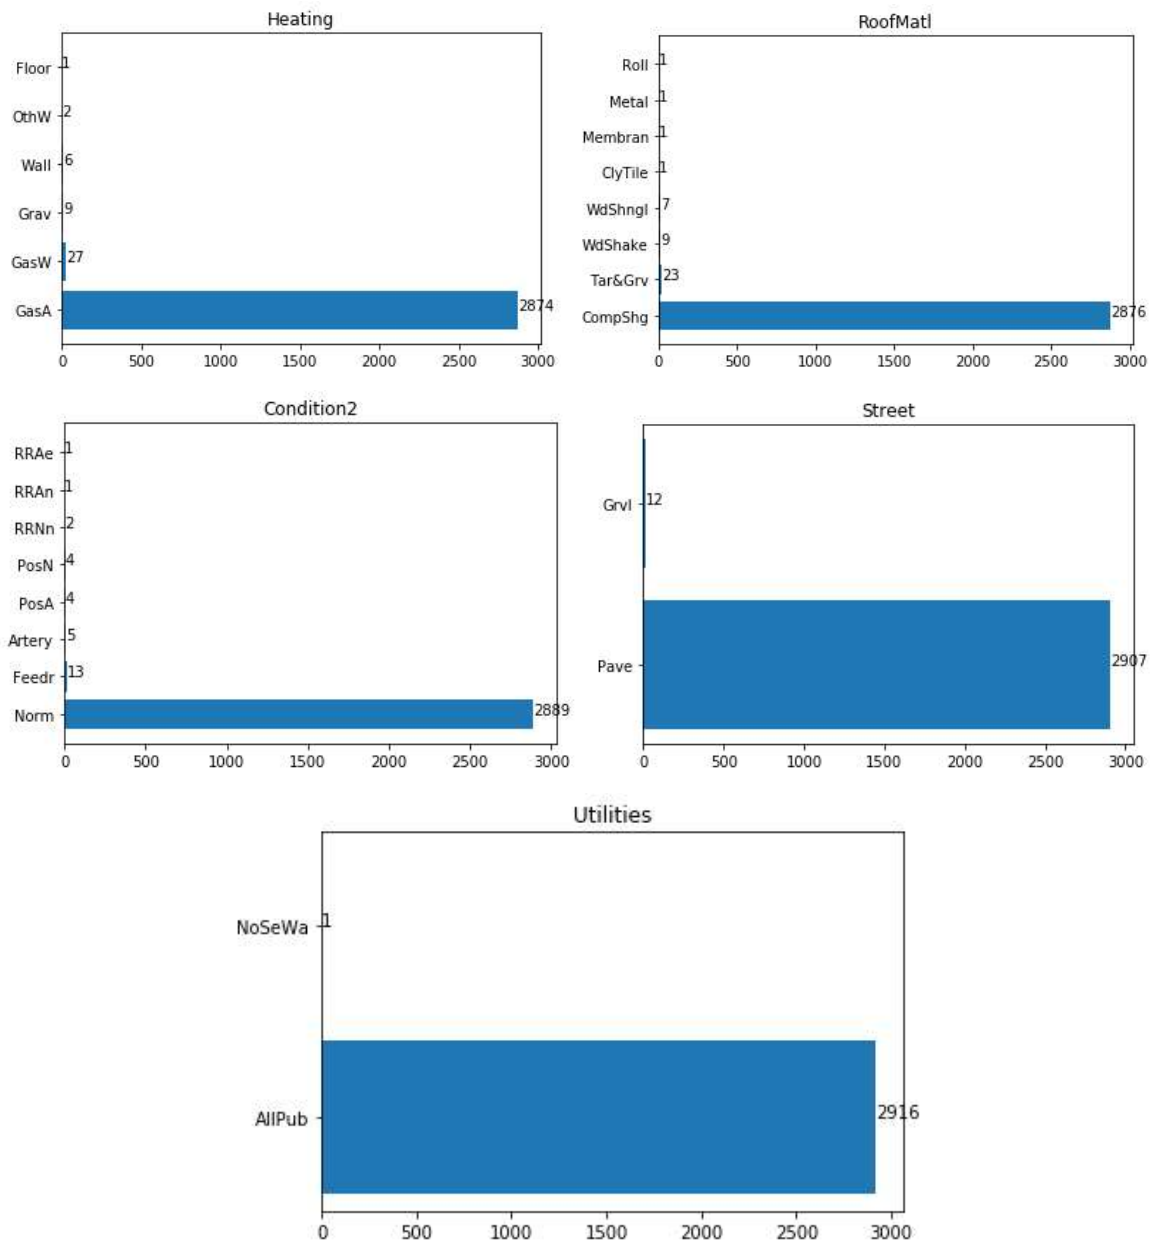 Heating
Floor 1
OthW 2
Wall 6
Grav 9
GasW 27
GasA 2874
0 500 1000 1500 2000 2500 3000
RoofMatl
Roll 1
Metal 1
Membran 1
ClyTile 1
WdShngl 7
WdShake 9
Tar&Grv 23
CompShg 2876
0 500 1000 1500 2000 2500 3000
Condition2
RRAe 1
RRAn 1
RRNn 2
PosN 4
PosA 4
Artery 5
Feedr 13
Norm 2889
0 500 1000 1500 2000 2500 3000
Street
Grvl 12
Pave 2907
0 500 1000 1500 2000 2500 3000
Utilities
NoSeWa 1
AllPub 2916
0 500 1000 1500 2000 2500 3000